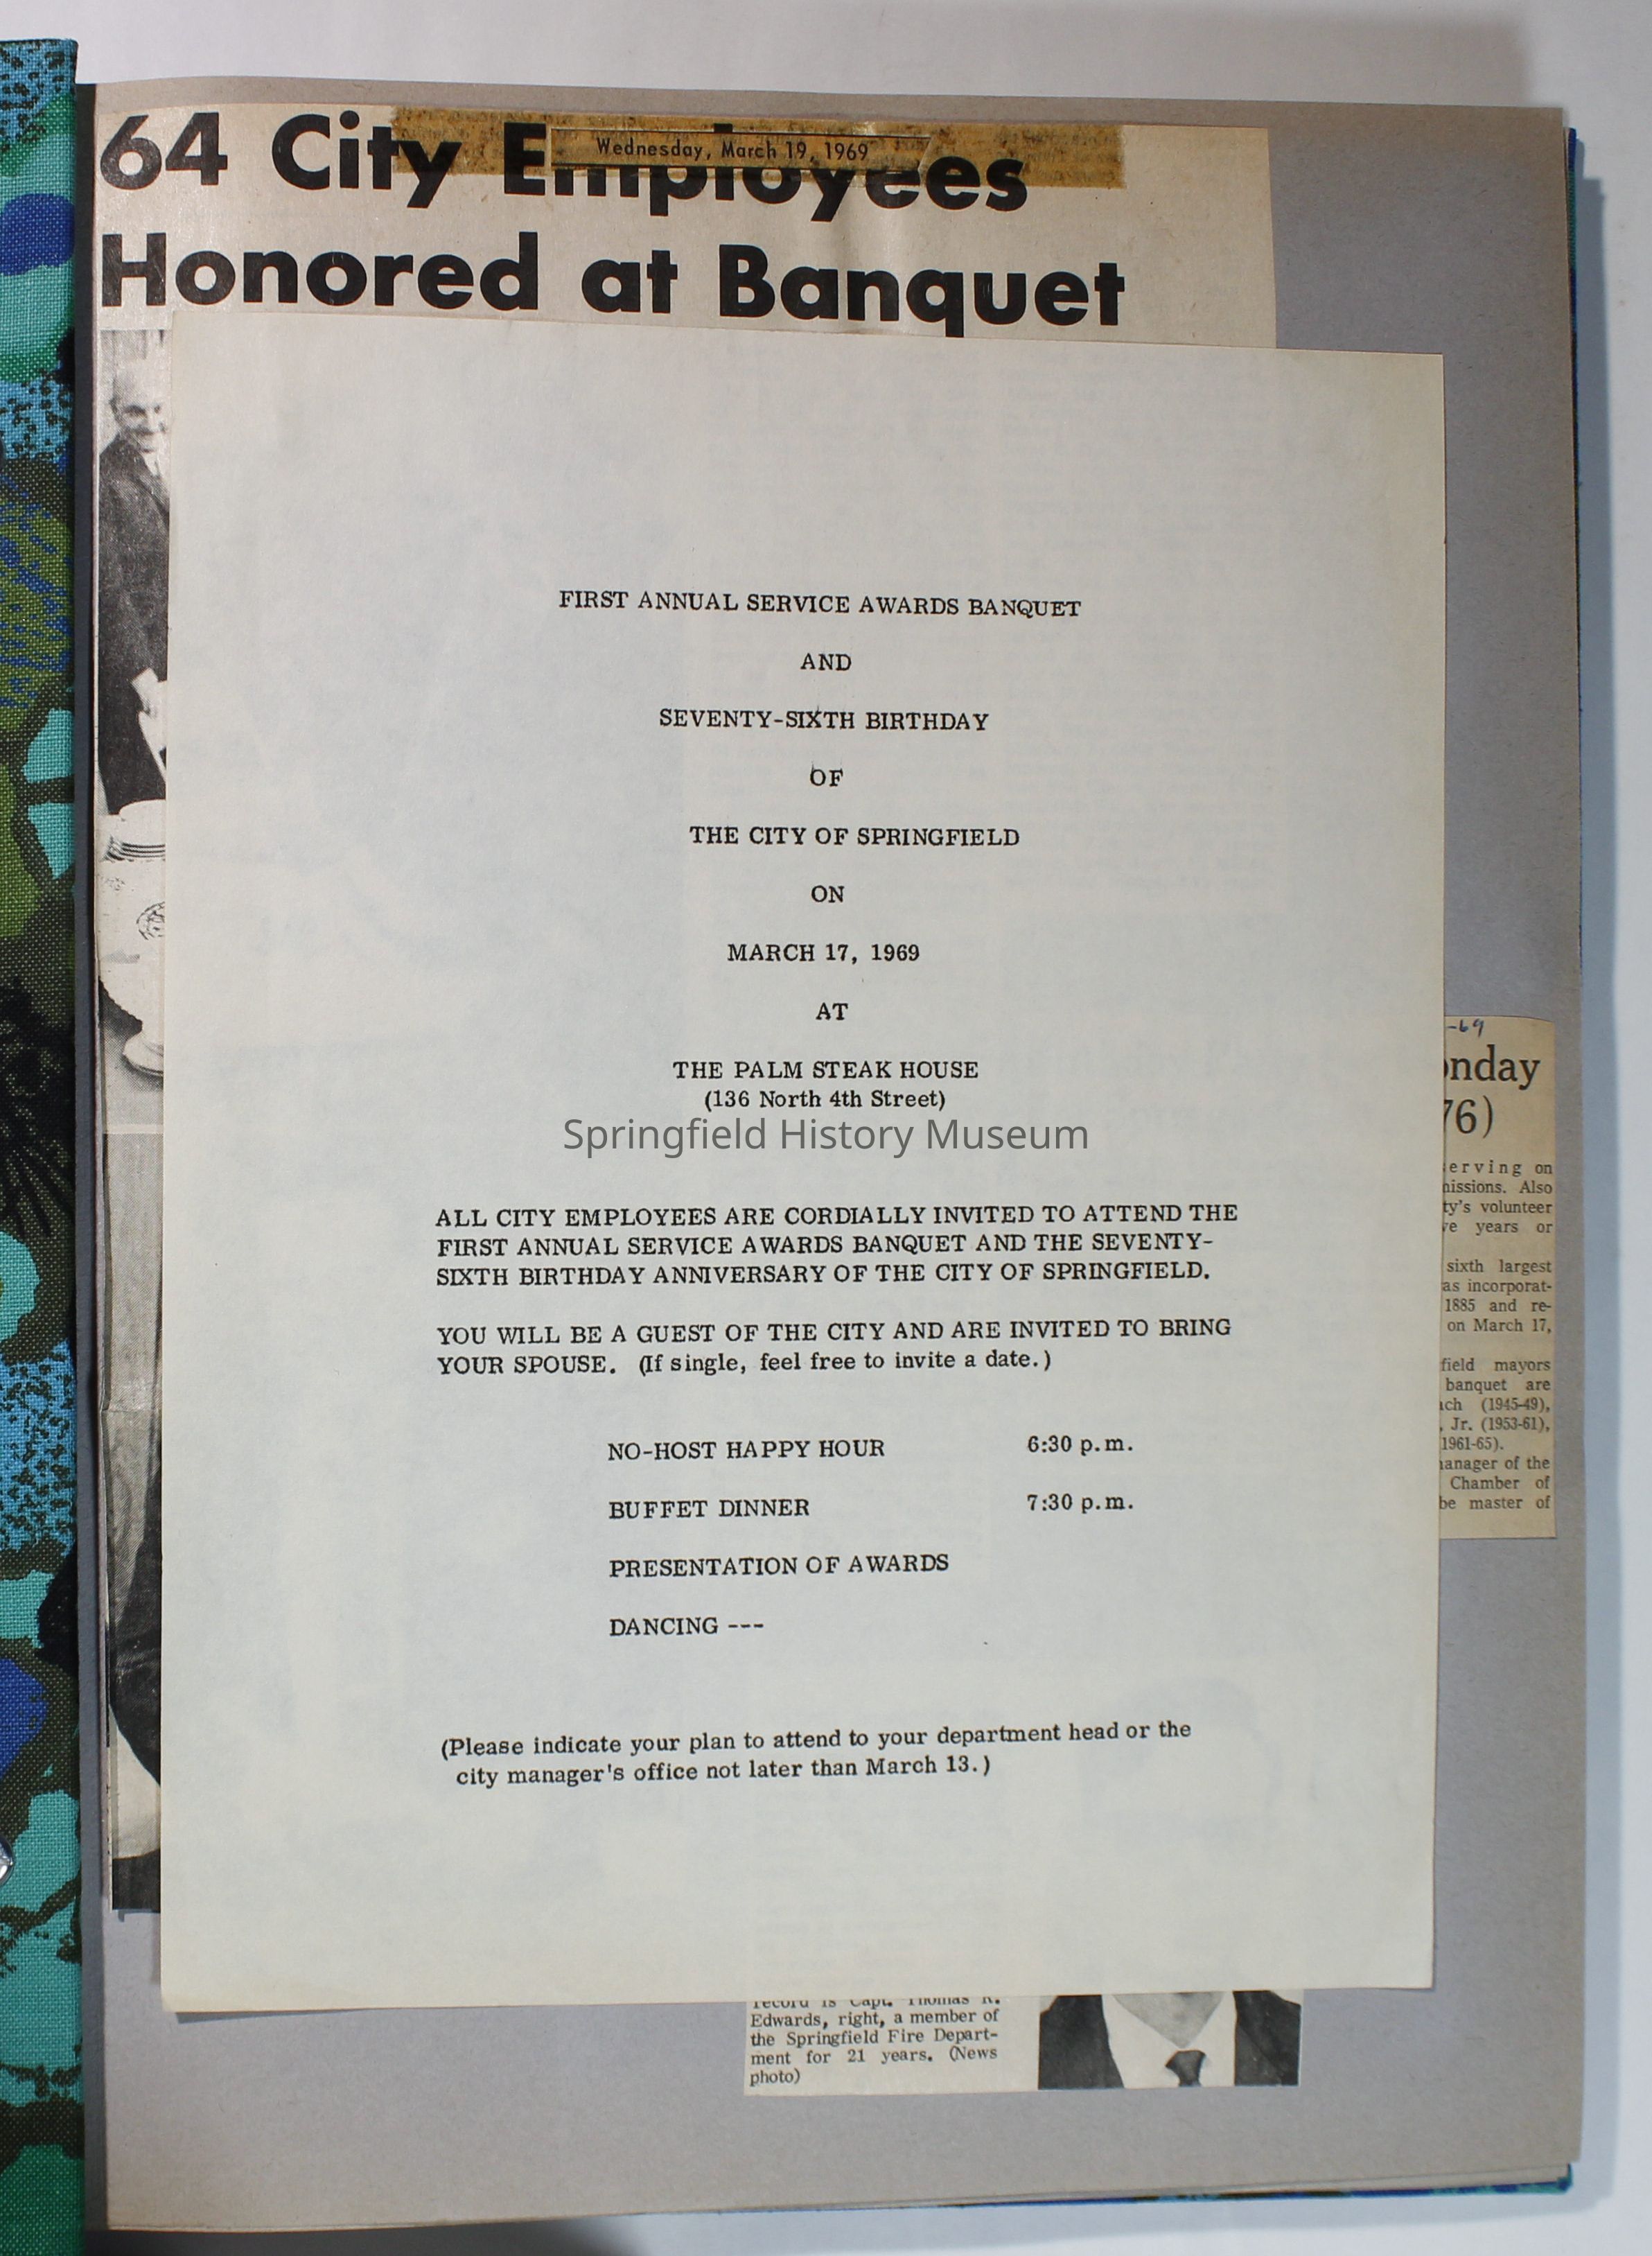 64 City Employees
Wednesday, March 19, 1969
Honored at Banquet
FIRST ANNUAL SERVICE AWARDS BANQUET
AND
SEVENTY-SIXTH BIRTHDAY
OF
THE CITY OF SPRINGFIELD
ON
MARCH 17, 1969
AT
THE PALM STEAK HOUSE
(136 North 4th Street)
Springfield History Museum
ALL CITY EMPLOYEES ARE CORDIALLY INVITED TO ATTEND THE
FIRST ANNUAL SERVICE AWARDS BANQUET AND THE SEVENTY-
SIXTH BIRTHDAY ANNIVERSARY OF THE CITY OF SPRINGFIELD.
YOU WILL BE A GUEST OF THE CITY AND ARE INVITED TO BRING
YOUR SPOUSE. (If single, feel free to invite a date.)
NO-HOST HAPPY HOUR 6:30 p.m.
BUFFET DINNER 7:30 p.m.
PRESENTATION OF AWARDS
DANCING ---
(Please indicate your plan to attend to your department head or the
city manager's office not later than March 13.)
-69
onday
76)
erving on
issions. Also
ty's volunteer
ve years or
sixth largest
as incorporat-
1885 and re-
on March 17,
field mayors
banquet are
ach (1945-49),
, Jr. (1953-61),
1961-65).
anager of the
Chamber of
be master of
record is Capt. Thomas R.
Edwards, right, a member of
the Springfield Fire Depart-
ment for 21 years. (News
photo)